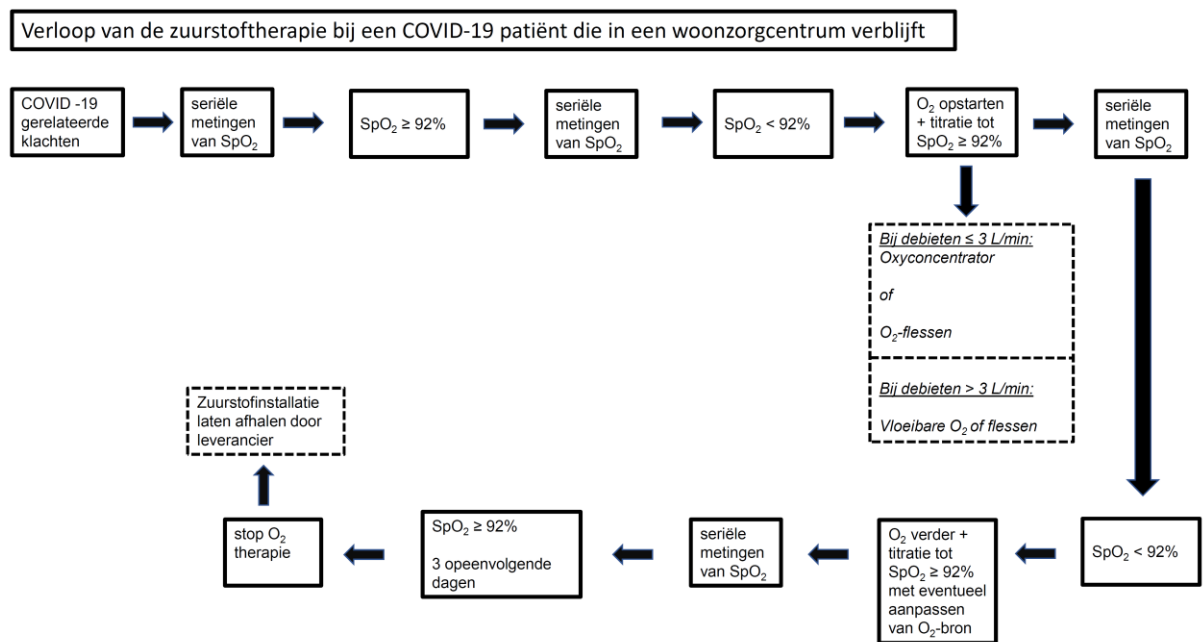 Verloop van de zuurstoftherapie bij een COVID-19 patiënt die in een woonzorgcentrum verblijft
COVID -19
gerelateerde
klachten
seriële
metingen
van SpO₂
SpO₂ ≥ 92%
seriële
metingen
van SpO₂
SpO₂ < 92%
O₂ opstarten
+ titratie tot
SpO₂ ≥ 92%
seriële
metingen
van SpO₂
Bij debieten ≤ 3 L/min:
Oxyconcentrator
of
O₂-flessen
Bij debieten > 3 L/min:
Vloeibare O₂ of flessen
SpO₂ < 92%
O₂ verder +
titratie tot
SpO₂ ≥ 92%
met eventueel
aanpassen
van O₂-bron
seriële
metingen
van SpO₂
SpO₂ ≥ 92%
3 opeenvolgende
dagen
stop O₂
therapie
Zuurstofinstallatie
laten afhalen door
leverancier